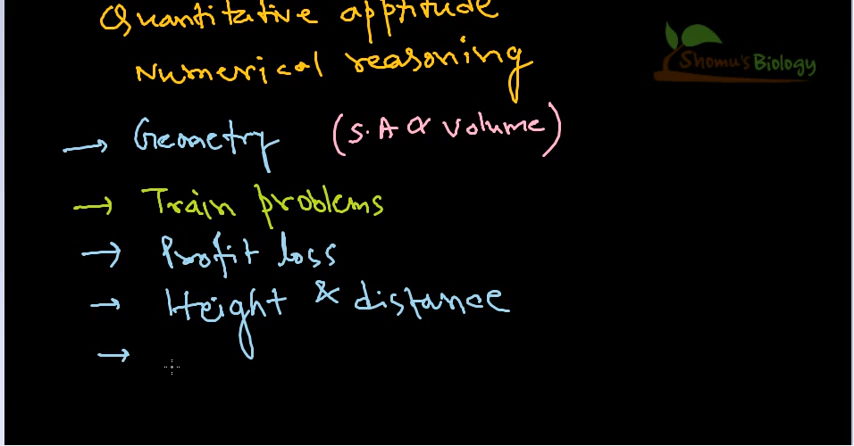 Quantitative apptitude
Shomu's Biology
Numerical reasoning
→ Geometry (S.A & Volume)
→ Train problems
→ Profit loss
→ Height & distance
→